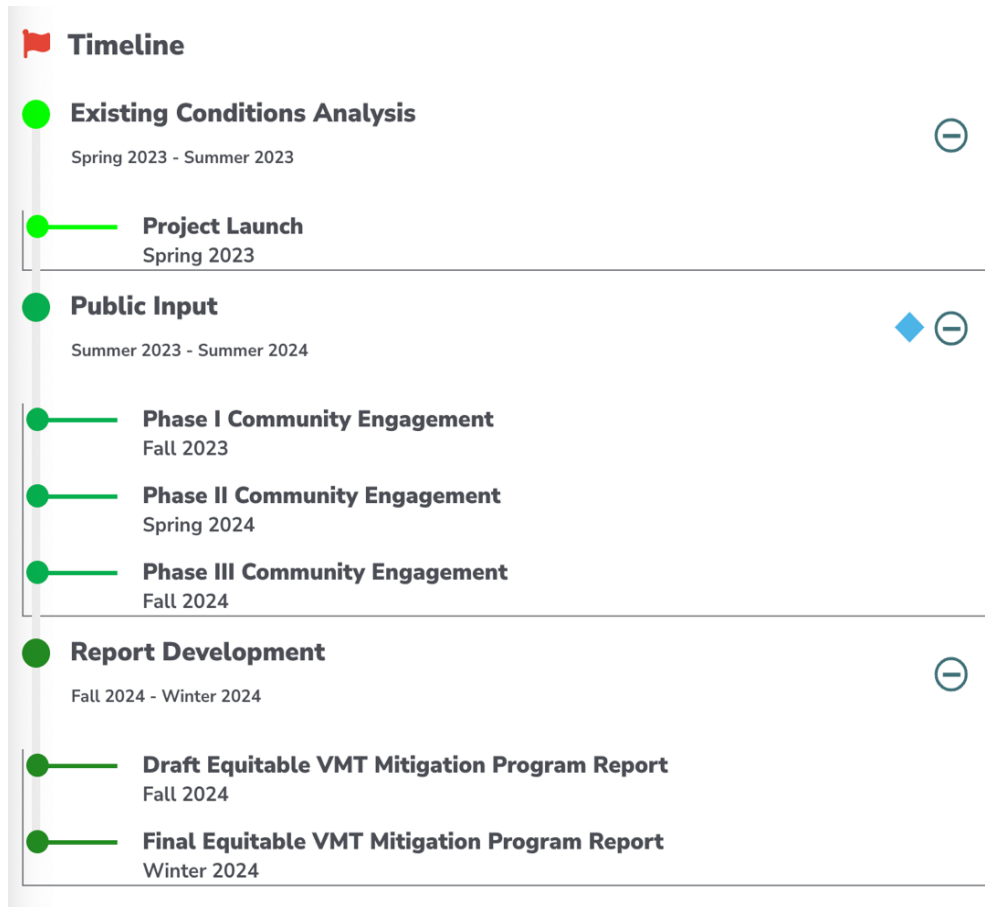 Timeline
Existing Conditions Analysis
Spring 2023 - Summer 2023
Project Launch
Spring 2023
Public Input
Summer 2023 - Summer 2024
Phase I Community Engagement
Fall 2023
Phase II Community Engagement
Spring 2024
Phase III Community Engagement
Fall 2024
Report Development
Fall 2024 - Winter 2024
Draft Equitable VMT Mitigation Program Report
Fall 2024
Final Equitable VMT Mitigation Program Report
Winter 2024